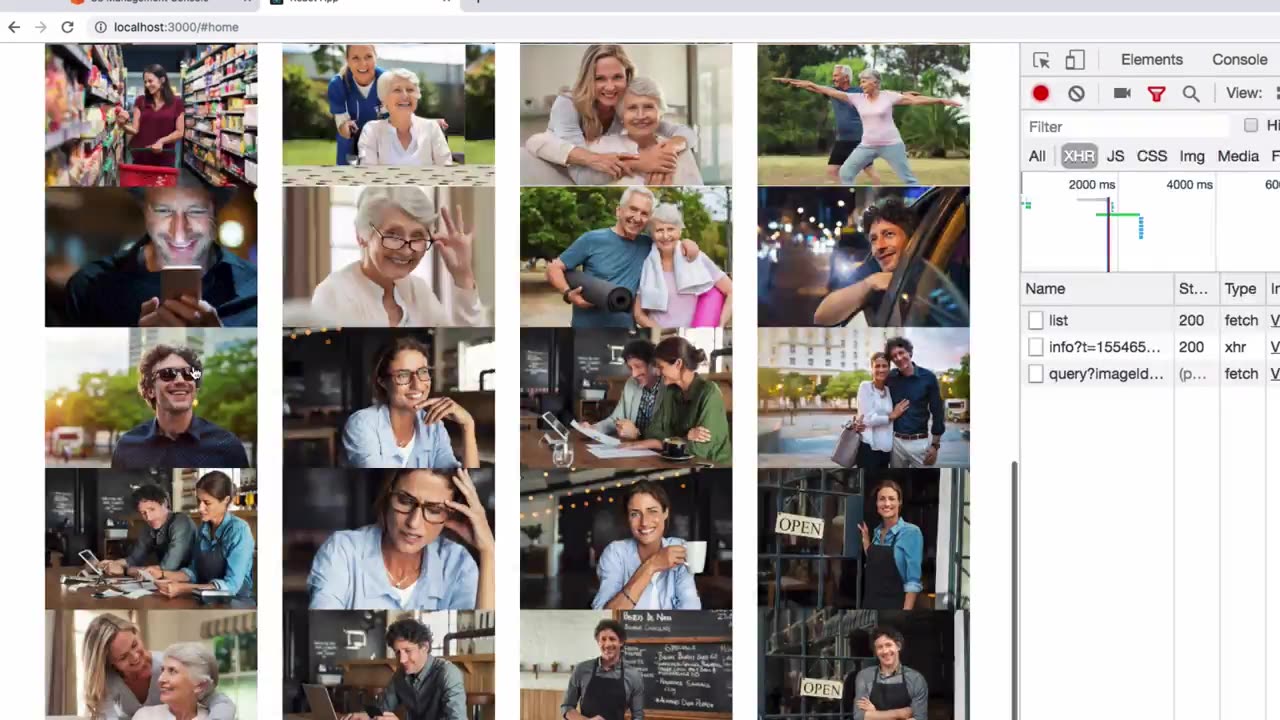 localhost:3000/#home
Elements
Console
View:
Filter
Hi
All
XHR
JS
CSS
Img
Media
F
2000 ms
4000 ms
60
Name
St...
Type
list
200
fetch
info?t=155465...
200
xhr
query?imageId...
(p...
fetch
OPEN
OPEN